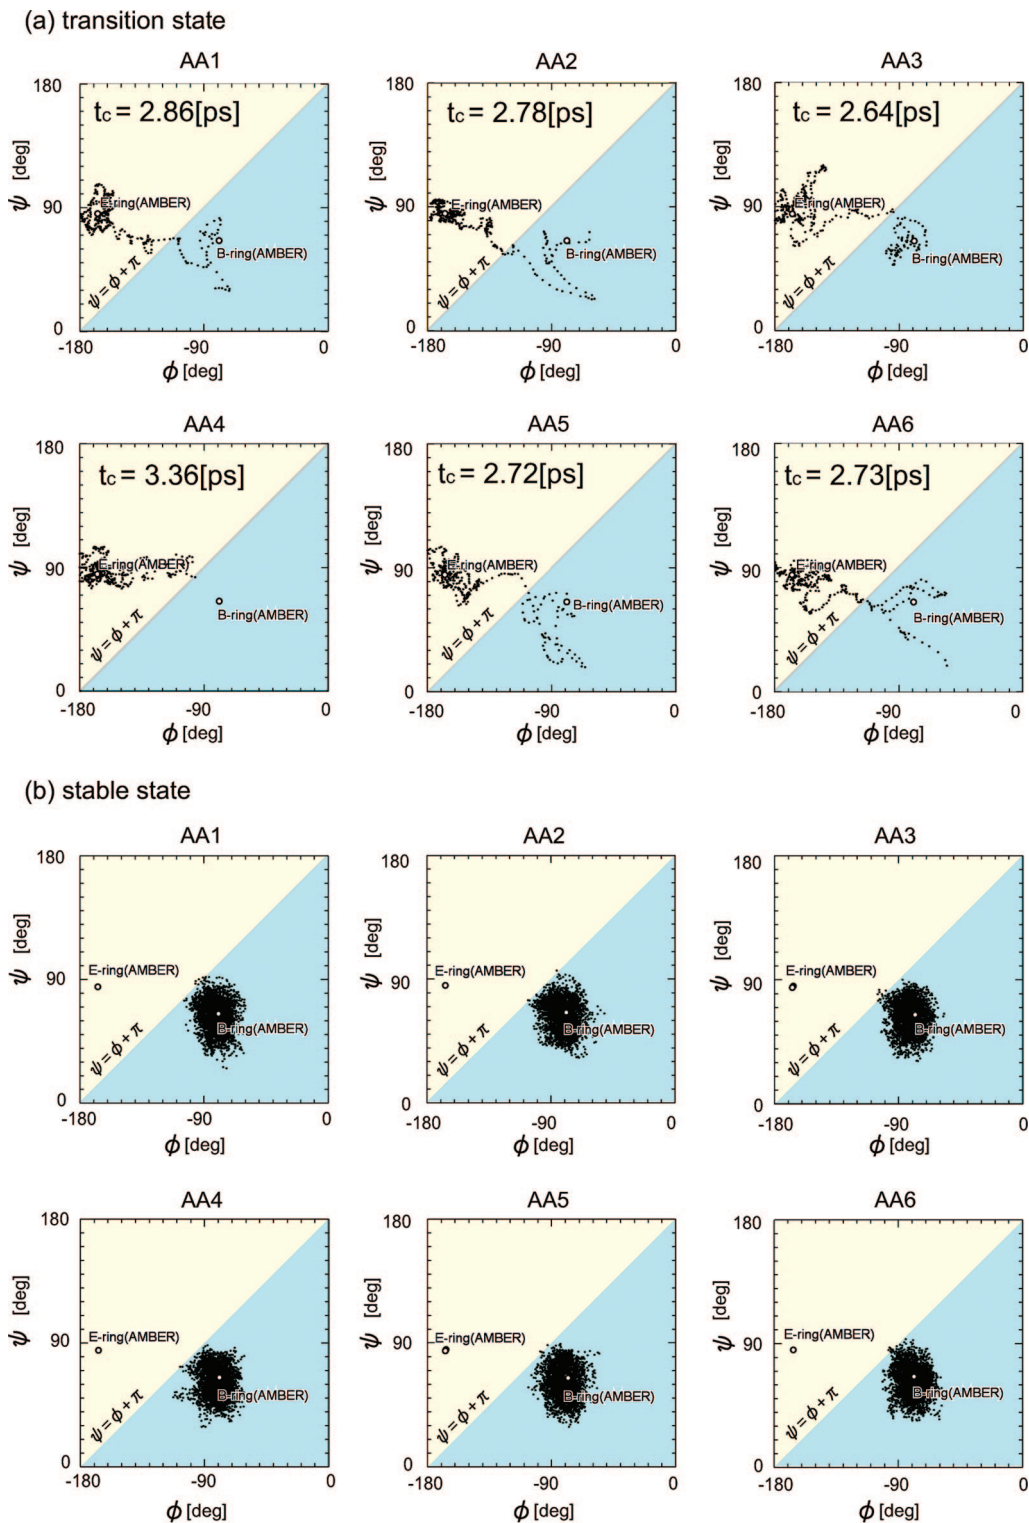 (a) transition state
AA1
AA2
AA3
180
t_c = 2.86[ps]
t_c = 2.78[ps]
t_c = 2.64[ps]
ψ [deg]
90
E-ring(AMBER)
B-ring(AMBER)
ψ = ϕ + π
0
-180
-90
0
ϕ [deg]
180
ψ [deg]
90
E-ring(AMBER)
B-ring(AMBER)
ψ = ϕ + π
0
-180
-90
0
ϕ [deg]
180
ψ [deg]
90
E-ring(AMBER)
B-ring(AMBER)
ψ = ϕ + π
0
-180
-90
0
ϕ [deg]
AA4
AA5
AA6
180
t_c = 3.36[ps]
t_c = 2.72[ps]
t_c = 2.73[ps]
ψ [deg]
90
E-ring(AMBER)
B-ring(AMBER)
ψ = ϕ + π
0
-180
-90
0
ϕ [deg]
180
ψ [deg]
90
E-ring(AMBER)
B-ring(AMBER)
ψ = ϕ + π
0
-180
-90
0
ϕ [deg]
180
ψ [deg]
90
E-ring(AMBER)
B-ring(AMBER)
ψ = ϕ + π
0
-180
-90
0
ϕ [deg]
(b) stable state
AA1
AA2
AA3
180
ψ [deg]
90
E-ring(AMBER)
B-ring(AMBER)
ψ = ϕ + π
0
-180
-90
0
ϕ [deg]
180
ψ [deg]
90
E-ring(AMBER)
B-ring(AMBER)
ψ = ϕ + π
0
-180
-90
0
ϕ [deg]
180
ψ [deg]
90
E-ring(AMBER)
B-ring(AMBER)
ψ = ϕ + π
0
-180
-90
0
ϕ [deg]
AA4
AA5
AA6
180
ψ [deg]
90
E-ring(AMBER)
B-ring(AMBER)
ψ = ϕ + π
0
-180
-90
0
ϕ [deg]
180
ψ [deg]
90
E-ring(AMBER)
B-ring(AMBER)
ψ = ϕ + π
0
-180
-90
0
ϕ [deg]
180
ψ [deg]
90
E-ring(AMBER)
B-ring(AMBER)
ψ = ϕ + π
0
-180
-90
0
ϕ [deg]